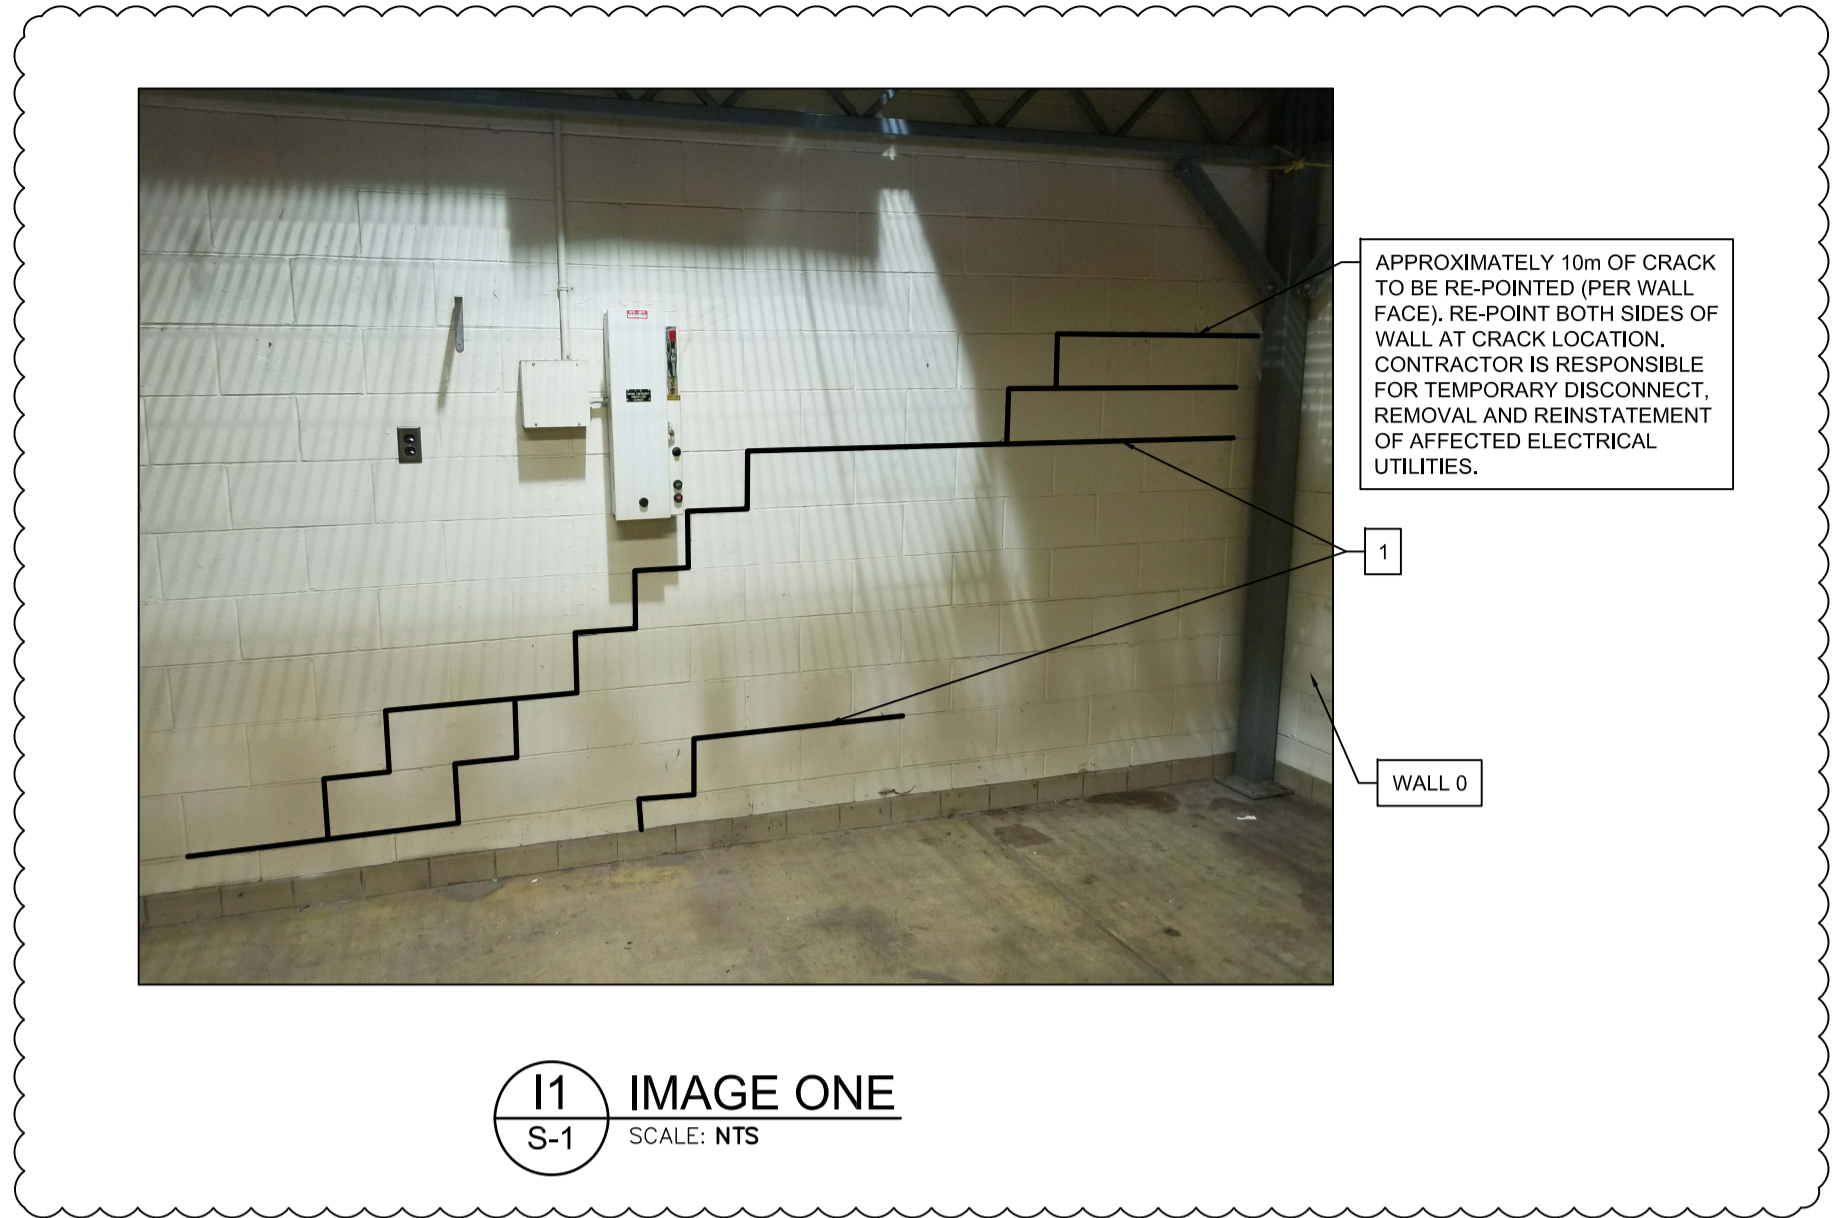 APPROXIMATELY 10m OF CRACK
TO BE RE-POINTED (PER WALL
FACE). RE-POINT BOTH SIDES OF
WALL AT CRACK LOCATION.
CONTRACTOR IS RESPONSIBLE
FOR TEMPORARY DISCONNECT,
REMOVAL AND REINSTATEMENT
OF AFFECTED ELECTRICAL
UTILITIES.
1
WALL 0
I1
S-1
IMAGE ONE
SCALE: NTS